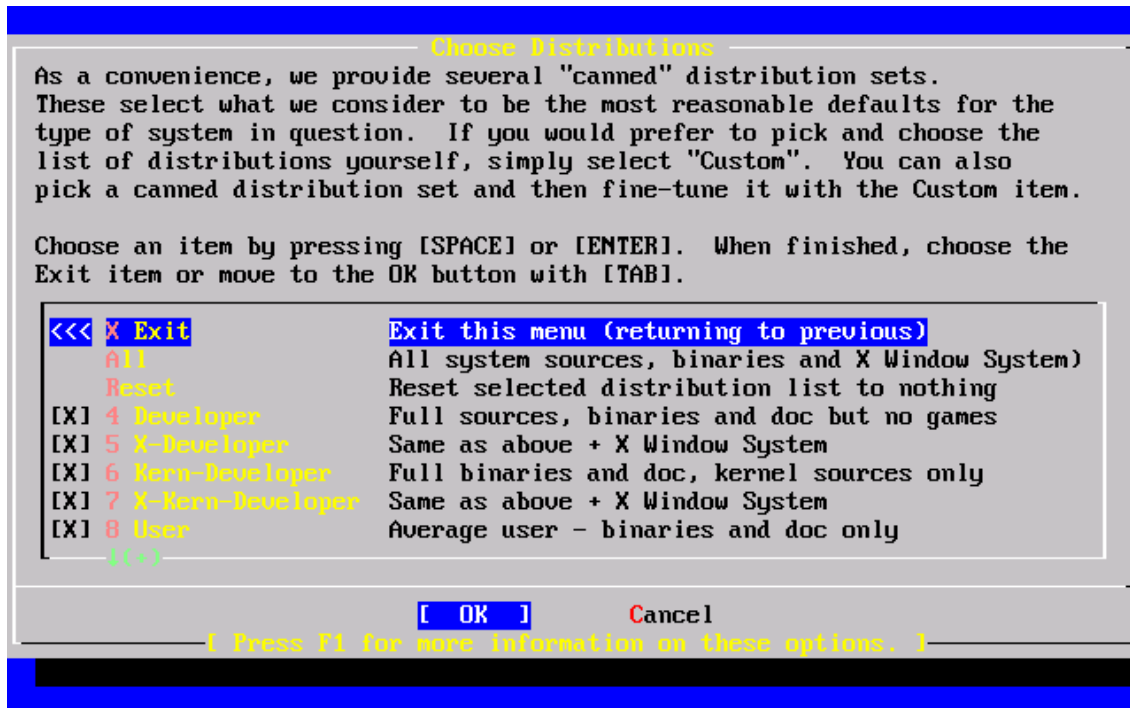 Choose Distributions
As a convenience, we provide several "canned" distribution sets.
These select what we consider to be the most reasonable defaults for the
type of system in question.  If you would prefer to pick and choose the
list of distributions yourself, simply select "Custom".  You can also
pick a canned distribution set and then fine-tune it with the Custom item.
Choose an item by pressing [SPACE] or [ENTER].  When finished, choose the
Exit item or move to the OK button with [TAB].
<<< X Exit Exit this menu (returning to previous)
All All system sources, binaries and X Window System)
Reset Reset selected distribution list to nothing
[X] 4 Developer Full sources, binaries and doc but no games
[X] 5 X-Developer Same as above + X Window System
[X] 6 Kern-Developer Full binaries and doc, kernel sources only
[X] 7 X-Kern-Developer Same as above + X Window System
[X] 8 User Average user - binaries and doc only
↓(+)
[ OK ] Cancel
[ Press F1 for more information on these options. ]